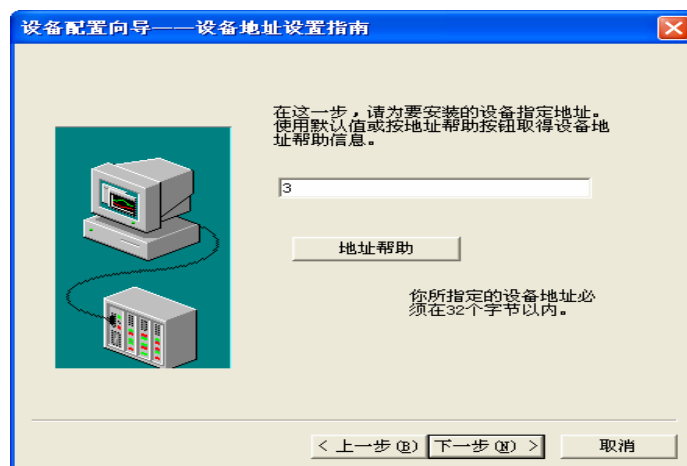 设备配置向导——设备地址设置指南
在这一步，请为要安装的设备指定地址。
使用默认值或按地址帮助按钮取得设备地
址帮助信息。
3
地址帮助
你所指定的设备地址必
须在32个字节以内。
< 上一步(B) 下一步(N) > 取消